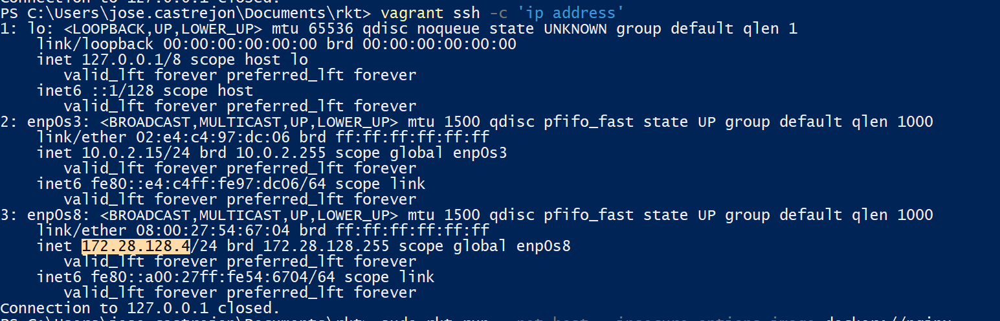 Connection to 127.0.0.1 closed.
PS C:\Users\jose.castrejon\Documents\rkt> vagrant ssh -c 'ip address'
1: lo: <LOOPBACK,UP,LOWER_UP> mtu 65536 qdisc noqueue state UNKNOWN group default qlen 1
    link/loopback 00:00:00:00:00:00 brd 00:00:00:00:00:00
    inet 127.0.0.1/8 scope host lo
       valid_lft forever preferred_lft forever
    inet6 ::1/128 scope host
       valid_lft forever preferred_lft forever
2: enp0s3: <BROADCAST,MULTICAST,UP,LOWER_UP> mtu 1500 qdisc pfifo_fast state UP group default qlen 1000
    link/ether 02:e4:c4:97:dc:06 brd ff:ff:ff:ff:ff:ff
    inet 10.0.2.15/24 brd 10.0.2.255 scope global enp0s3
       valid_lft forever preferred_lft forever
    inet6 fe80::e4:c4ff:fe97:dc06/64 scope link
       valid_lft forever preferred_lft forever
3: enp0s8: <BROADCAST,MULTICAST,UP,LOWER_UP> mtu 1500 qdisc pfifo_fast state UP group default qlen 1000
    link/ether 08:00:27:54:67:04 brd ff:ff:ff:ff:ff:ff
    inet 172.28.128.4/24 brd 172.28.128.255 scope global enp0s8
       valid_lft forever preferred_lft forever
    inet6 fe80::a00:27ff:fe54:6704/64 scope link
       valid_lft forever preferred_lft forever
Connection to 127.0.0.1 closed.
PS C:\Users\jose.castrejon\Documents\rkt> sudo rkt run